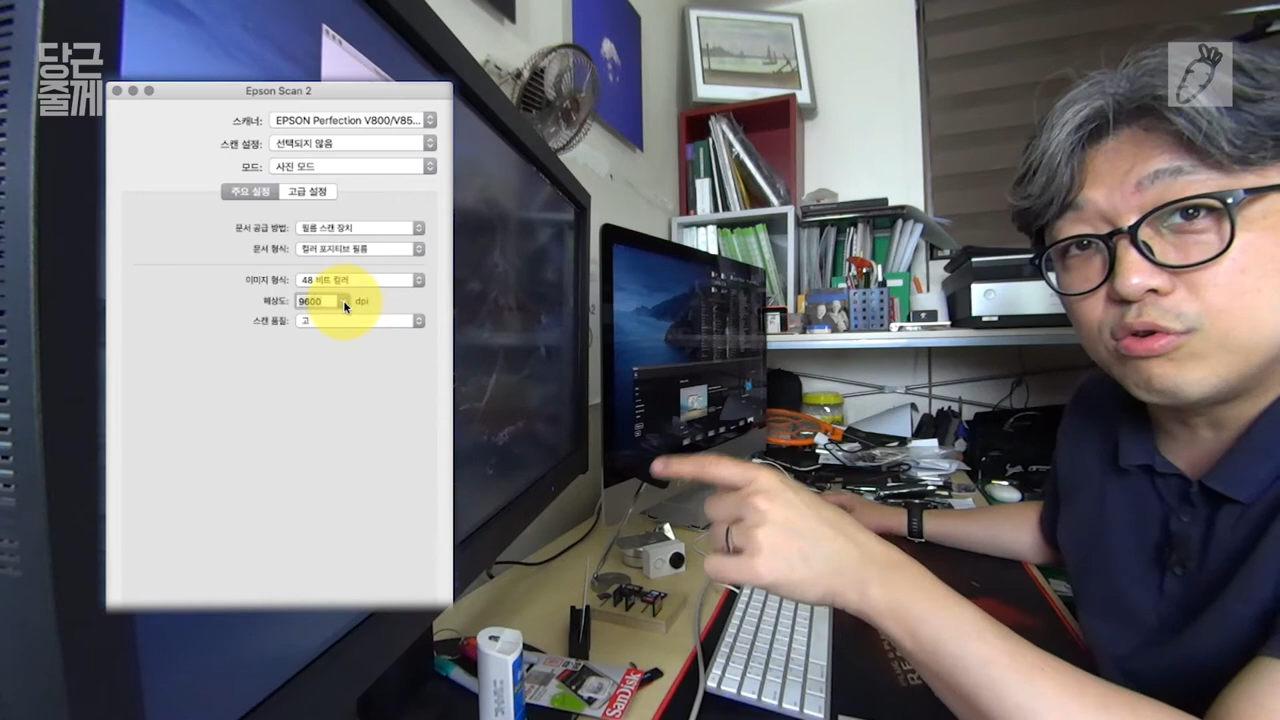 당근
줄께
Epson Scan 2
스캐너: EPSON Perfection V800/V85...
스캔 설정: 선택되지 않음
모드: 사진 모드
주요 설정 고급 설정
문서 공급 방법: 필름 스캔 장치
문서 형식: 컬러 포지티브 필름
이미지 형식: 48 비트 컬러
해상도: 9600 dpi
스캔 품질: 고
SanDisk